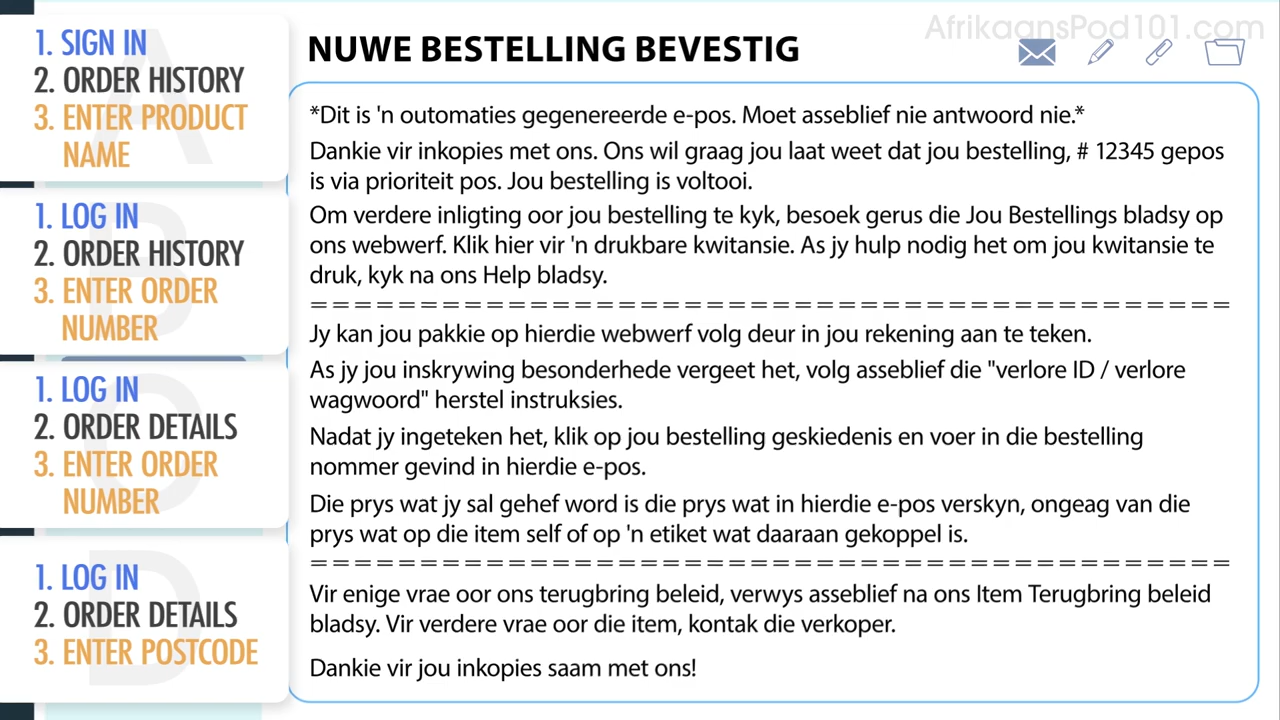 AfrikaansPod101.com
A
1. SIGN IN
2. ORDER HISTORY
3. ENTER PRODUCT
NAME
B
1. LOG IN
2. ORDER HISTORY
3. ENTER ORDER
NUMBER
C
1. LOG IN
2. ORDER DETAILS
3. ENTER ORDER
NUMBER
D
1. LOG IN
2. ORDER DETAILS
3. ENTER POSTCODE
NUWE BESTELLING BEVESTIG
*Dit is 'n outomaties gegenereerde e-pos. Moet asseblief nie antwoord nie.*
Dankie vir inkopies met ons. Ons wil graag jou laat weet dat jou bestelling, # 12345 gepos
is via prioriteit pos. Jou bestelling is voltooi.
Om verdere inligting oor jou bestelling te kyk, besoek gerus die Jou Bestellings bladsy op
ons webwerf. Klik hier vir 'n drukbare kwitansie. As jy hulp nodig het om jou kwitansie te
druk, kyk na ons Help bladsy.
==========================================
Jy kan jou pakkie op hierdie webwerf volg deur in jou rekening aan te teken.
As jy jou inskrywing besonderhede vergeet het, volg asseblief die "verlore ID / verlore
wagwoord" herstel instruksies.
Nadat jy ingeteken het, klik op jou bestelling geskiedenis en voer in die bestelling
nommer gevind in hierdie e-pos.
Die prys wat jy sal gehef word is die prys wat in hierdie e-pos verskyn, ongeag van die
prys wat op die item self of op 'n etiket wat daaraan gekoppel is.
==========================================
Vir enige vrae oor ons terugbring beleid, verwys asseblief na ons Item Terugbring beleid
bladsy. Vir verdere vrae oor die item, kontak die verkoper.
Dankie vir jou inkopies saam met ons!